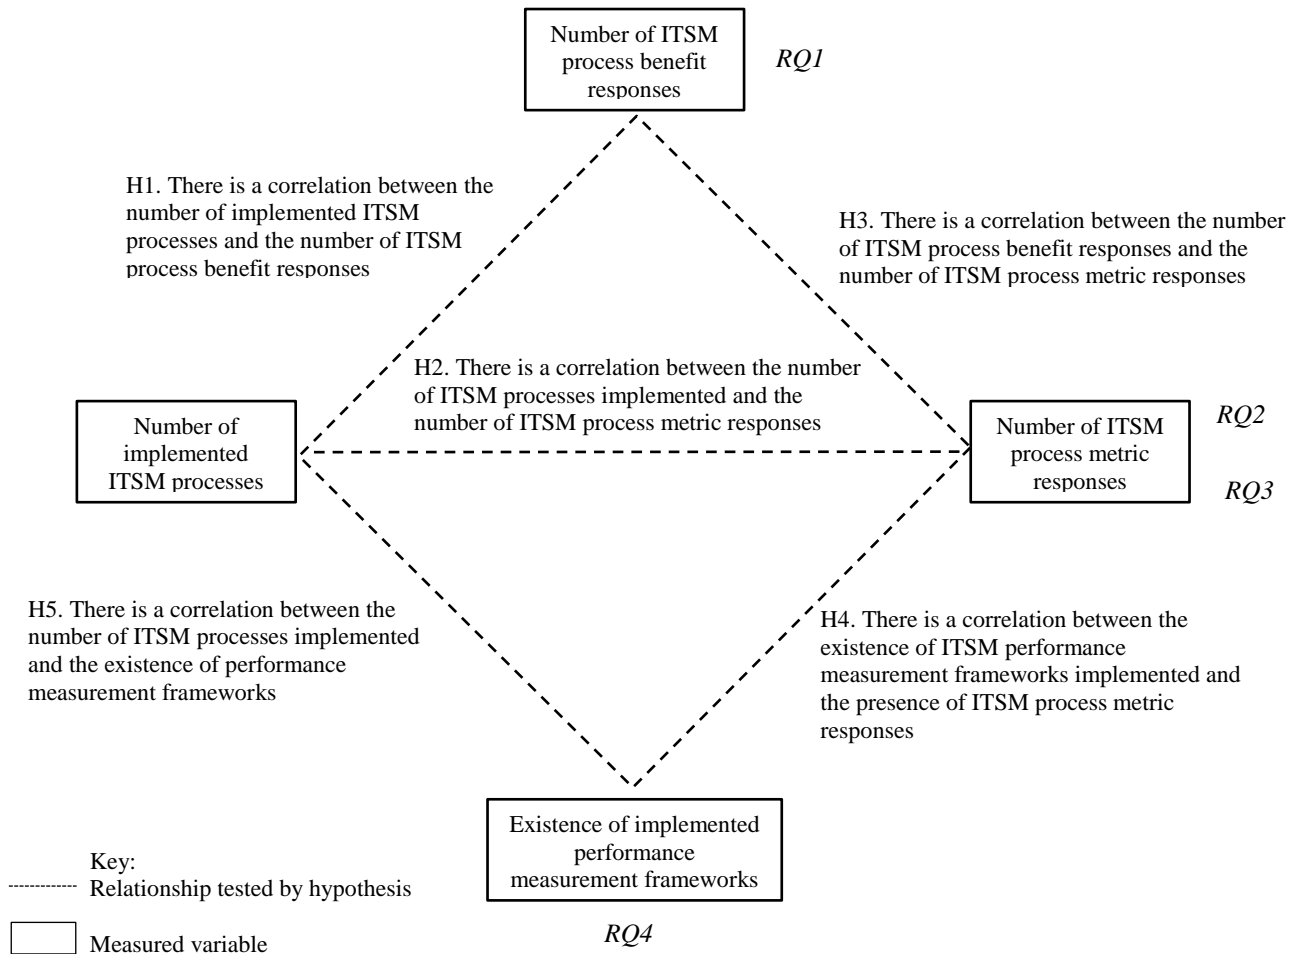 Number of ITSM
process benefit
responses
RQ1
H1. There is a correlation between the
number of implemented ITSM
processes and the number of ITSM
process benefit responses
H3. There is a correlation between the number
of ITSM process benefit responses and the
number of ITSM process metric responses
H2. There is a correlation between the number
of ITSM processes implemented and the
number of ITSM process metric responses
Number of
implemented
ITSM processes
Number of ITSM
process metric
responses
RQ2
RQ3
H5. There is a correlation between the
number of ITSM processes implemented
and the existence of performance
measurement frameworks
H4. There is a correlation between the
existence of ITSM performance
measurement frameworks implemented and
the presence of ITSM process metric
responses
Existence of implemented
performance
measurement frameworks
RQ4
Key:
Relationship tested by hypothesis
Measured variable